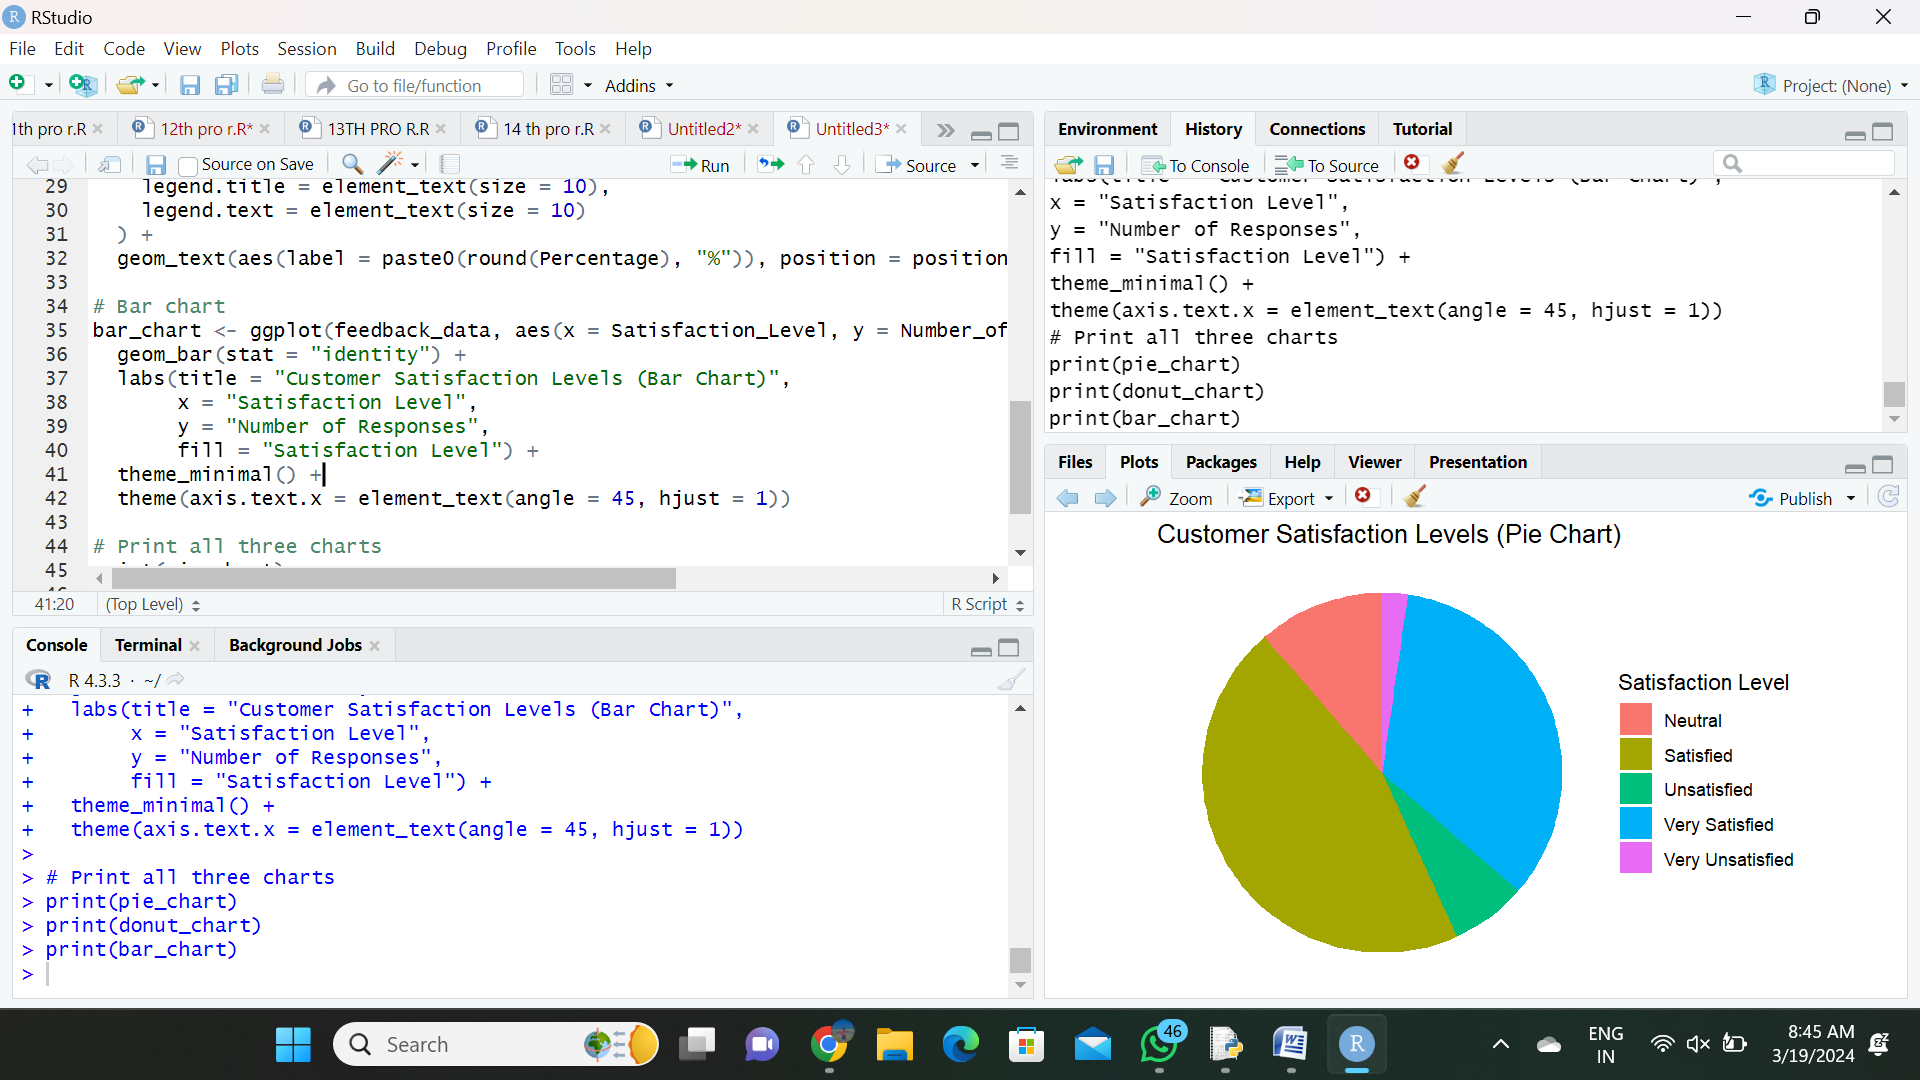 RStudio
File Edit Code View Plots Session Build Debug Profile Tools Help
Go to file/function Addins Project: (None)
1th pro r.R 12th pro r.R* 13TH PRO R.R 14 th pro r.R Untitled2* Untitled3*
Source on Save Run Source
29 legend.title = element_text(size = 10),
30 legend.text = element_text(size = 10)
31 ) +
32 geom_text(aes(label = paste0(round(Percentage), "%")), position = position
33
34 # Bar chart
35 bar_chart <- ggplot(feedback_data, aes(x = Satisfaction_Level, y = Number_of
36 geom_bar(stat = "identity") +
37 labs(title = "Customer Satisfaction Levels (Bar Chart)",
38 x = "Satisfaction Level",
39 y = "Number of Responses",
40 fill = "Satisfaction Level") +
41 theme_minimal() +
42 theme(axis.text.x = element_text(angle = 45, hjust = 1))
43
44 # Print all three charts
45
41:20 (Top Level) R Script
Console Terminal Background Jobs
R 4.3.3 · ~/
+ labs(title = "Customer Satisfaction Levels (Bar Chart)",
+ x = "Satisfaction Level",
+ y = "Number of Responses",
+ fill = "Satisfaction Level") +
+ theme_minimal() +
+ theme(axis.text.x = element_text(angle = 45, hjust = 1))
>
> # Print all three charts
> print(pie_chart)
> print(donut_chart)
> print(bar_chart)
>
Environment History Connections Tutorial
To Console To Source
labs(title = "Customer Satisfaction Levels (Bar Chart)",
x = "Satisfaction Level",
y = "Number of Responses",
fill = "Satisfaction Level") +
theme_minimal() +
theme(axis.text.x = element_text(angle = 45, hjust = 1))
# Print all three charts
print(pie_chart)
print(donut_chart)
print(bar_chart)
Files Plots Packages Help Viewer Presentation
Zoom Export Publish
Customer Satisfaction Levels (Pie Chart)
Satisfaction Level
Neutral
Satisfied
Unsatisfied
Very Satisfied
Very Unsatisfied
Search
46
ENG
IN
8:45 AM
3/19/2024